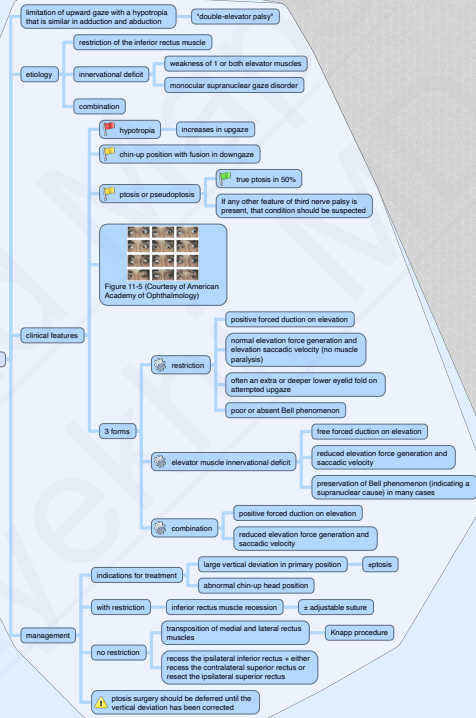 limitation of upward gaze with a hypotropia
that is similar in adduction and abduction
"double-elevator palsy"
etiology
restriction of the inferior rectus muscle
innervational deficit
weakness of 1 or both elevator muscles
monocular supranuclear gaze disorder
combination
clinical features
hypotropia
increases in upgaze
chin-up position with fusion in downgaze
ptosis or pseudoptosis
true ptosis in 50%
If any other feature of third nerve palsy is
present, that condition should be suspected
Figure 11-5 (Courtesy of American
Academy of Ophthalmology)
3 forms
restriction
positive forced duction on elevation
normal elevation force generation and
elevation saccadic velocity (no muscle
paralysis)
often an extra or deeper lower eyelid fold on
attempted upgaze
poor or absent Bell phenomenon
elevator muscle innervational deficit
free forced duction on elevation
reduced elevation force generation and
saccadic velocity
preservation of Bell phenomenon (indicating a
supranuclear cause) in many cases
combination
positive forced duction on elevation
reduced elevation force generation and
saccadic velocity
management
indications for treatment
large vertical deviation in primary position
±ptosis
abnormal chin-up head position
with restriction
inferior rectus muscle recession
± adjustable suture
no restriction
transposition of medial and lateral rectus
muscles
Knapp procedure
recess the ipsilateral inferior rectus + either
recess the contralateral superior rectus or
resect the ipsilateral superior rectus
ptosis surgery should be deferred until the
vertical deviation has been corrected